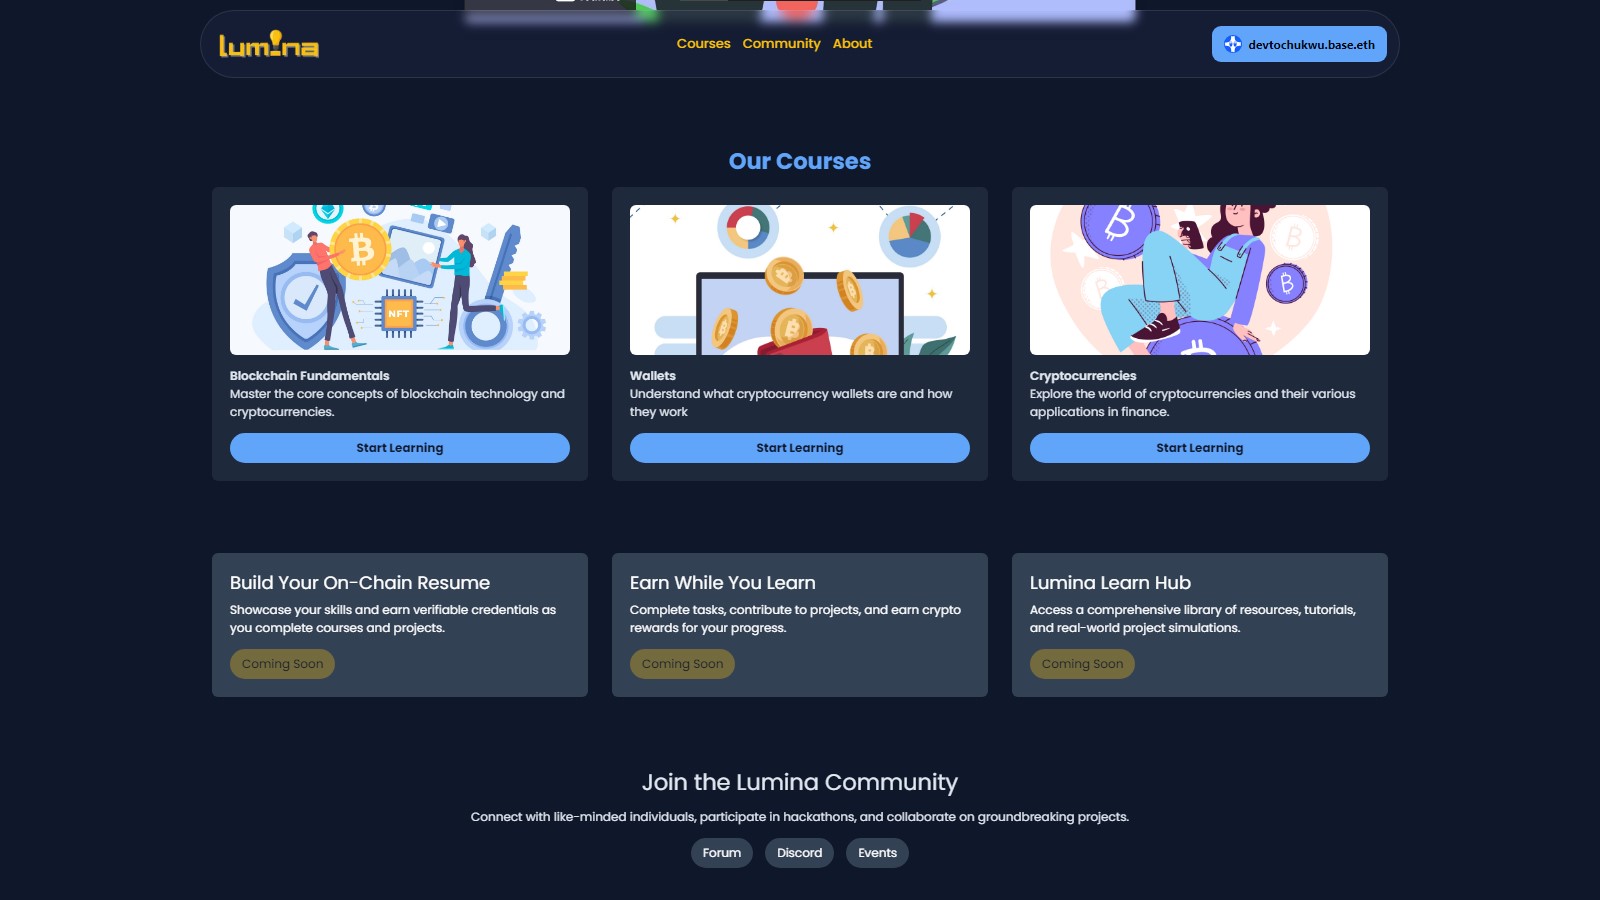 lumina
Courses Community About
devtochukwu.base.eth
Our Courses
NFT
Blockchain Fundamentals
Master the core concepts of blockchain technology and
cryptocurrencies.
Start Learning
Wallets
Understand what cryptocurrency wallets are and how
they work
Start Learning
Cryptocurrencies
Explore the world of cryptocurrencies and their various
applications in finance.
Start Learning
Build Your On-Chain Resume
Showcase your skills and earn verifiable credentials as
you complete courses and projects.
Coming Soon
Earn While You Learn
Complete tasks, contribute to projects, and earn crypto
rewards for your progress.
Coming Soon
Lumina Learn Hub
Access a comprehensive library of resources, tutorials,
and real-world project simulations.
Coming Soon
Join the Lumina Community
Connect with like-minded individuals, participate in hackathons, and collaborate on groundbreaking projects.
Forum Discord Events